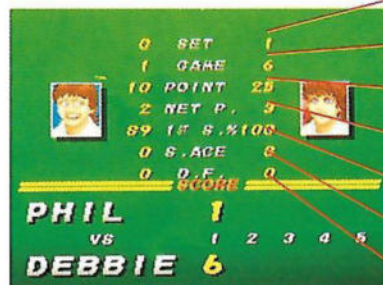 0 SET 1
1 GAME 6
10 POINT 25
2 NET P. 3
89 1st S.% 100
0 S.ACE 8
0 D.F. 0
SCORE
PHIL 1
VS 1 2 3 4 5
DEBBIE 6